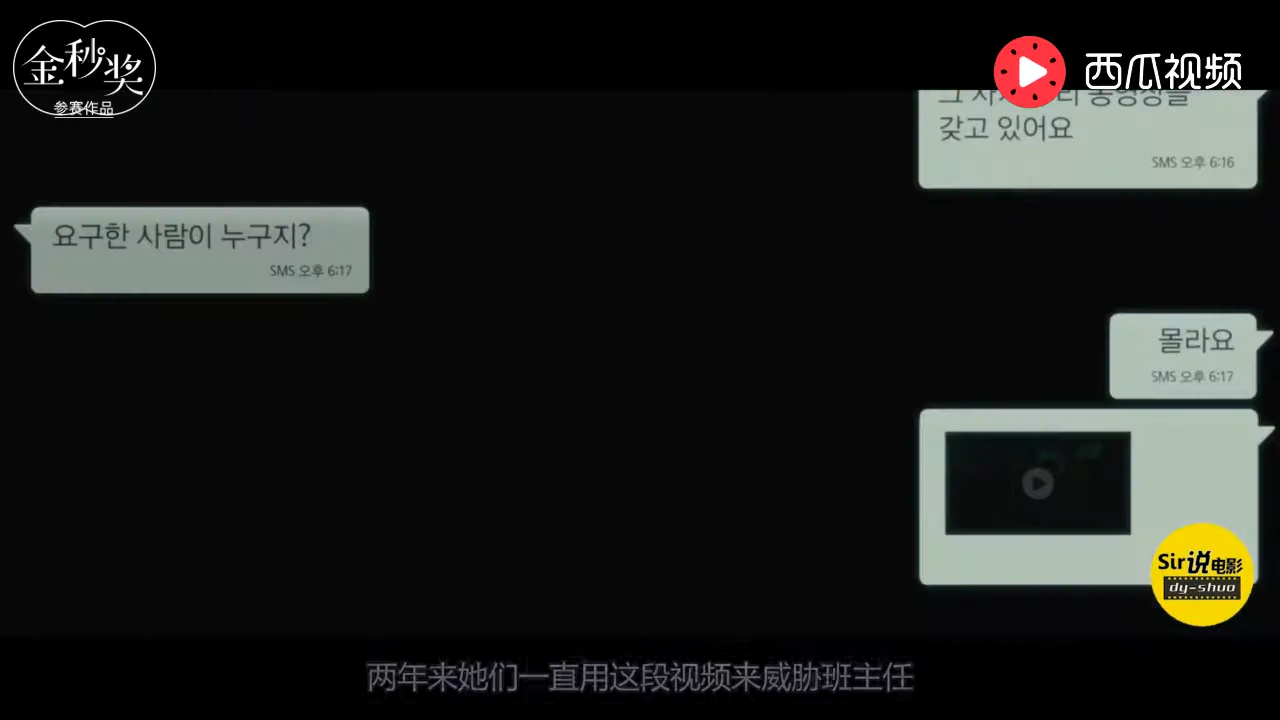 金秒奖
参赛作品
西瓜视频
갖고 있어요
SMS 오후 6:16
요구한 사람이 누구지?
SMS 오후 6:17
몰라요
SMS 오후 6:17
Sir说电影
dy-shuo
两年来她们一直用这段视频来威胁班主任